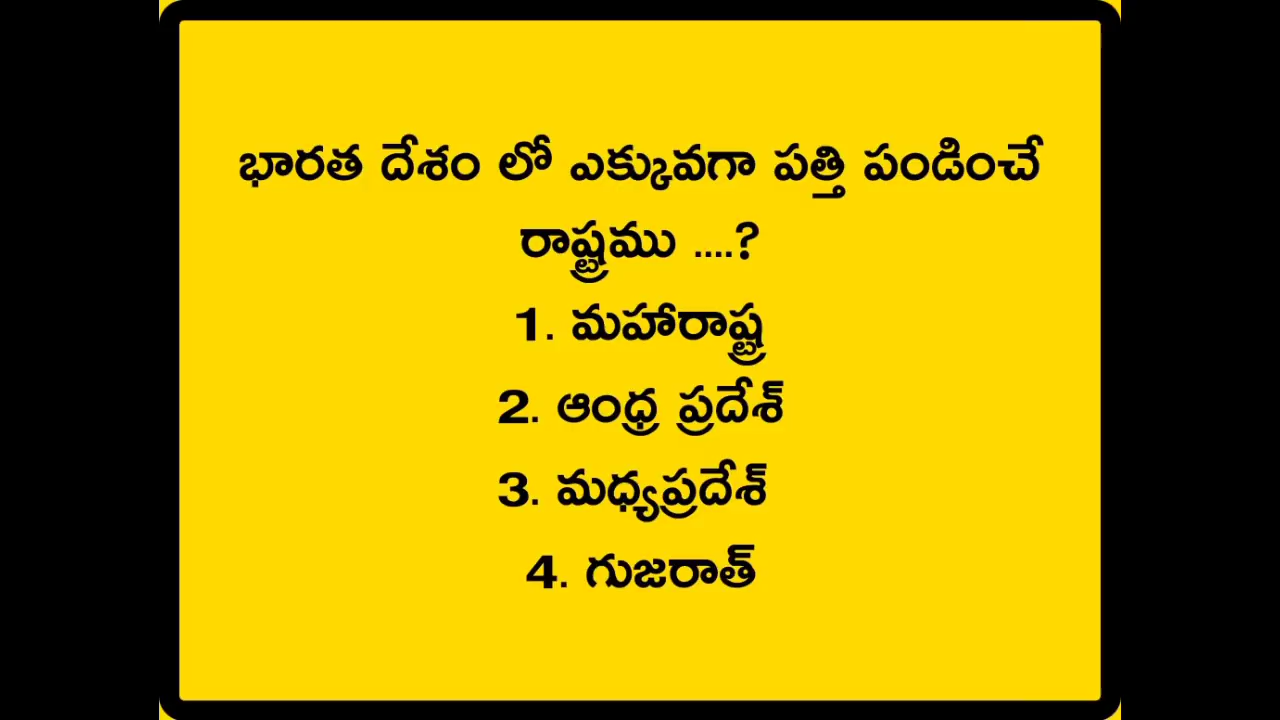 భారత దేశం లో ఎక్కువగా పత్తి పండించే
రాష్ట్రము ....?
1. మహారాష్ట్ర
2. ఆంధ్ర ప్రదేశ్
3. మధ్యప్రదేశ్
4. గుజరాత్